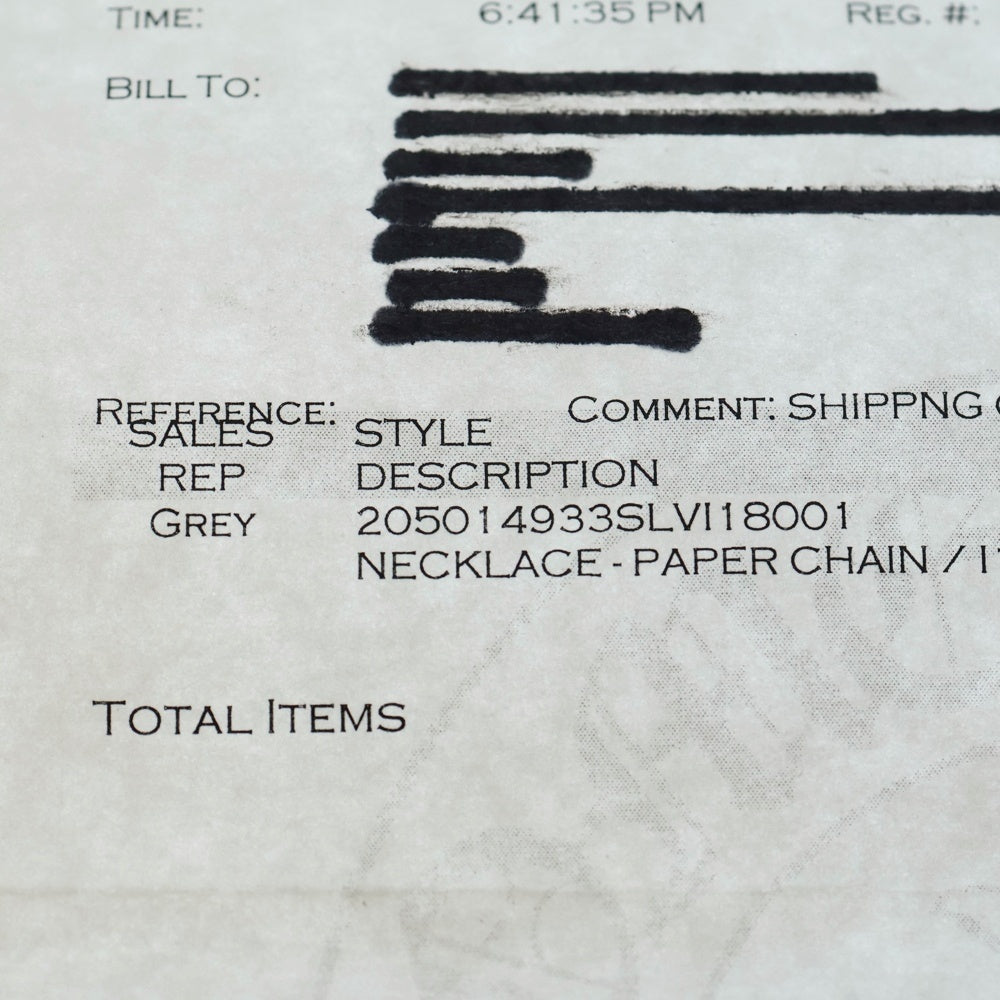 TIME: 6:41:35 PM REG. #:
BILL TO:
REFERENCE: COMMENT: SHIPPNG
SALES STYLE
REP DESCRIPTION
GREY 205014933SLVI18001
NECKLACE - PAPER CHAIN / 1
TOTAL ITEMS